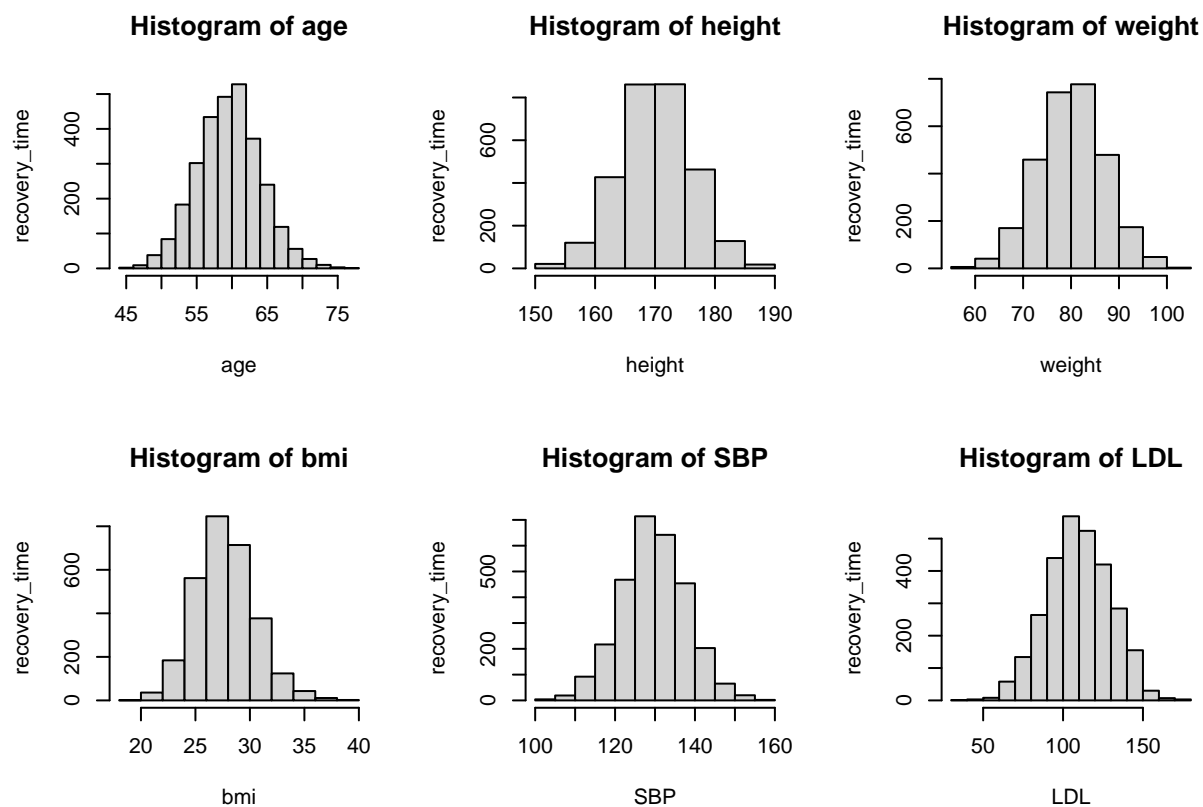 Histogram of age
recovery_time
0 200 400
45 55 65 75
age
Histogram of height
recovery_time
0 200 600
150 160 170 180 190
height
Histogram of weight
recovery_time
0 200 600
60 70 80 90 100
weight
Histogram of bmi
recovery_time
0 200 600
20 25 30 35 40
bmi
Histogram of SBP
recovery_time
0 200 500
100 120 140 160
SBP
Histogram of LDL
recovery_time
0 200 400
50 100 150
LDL